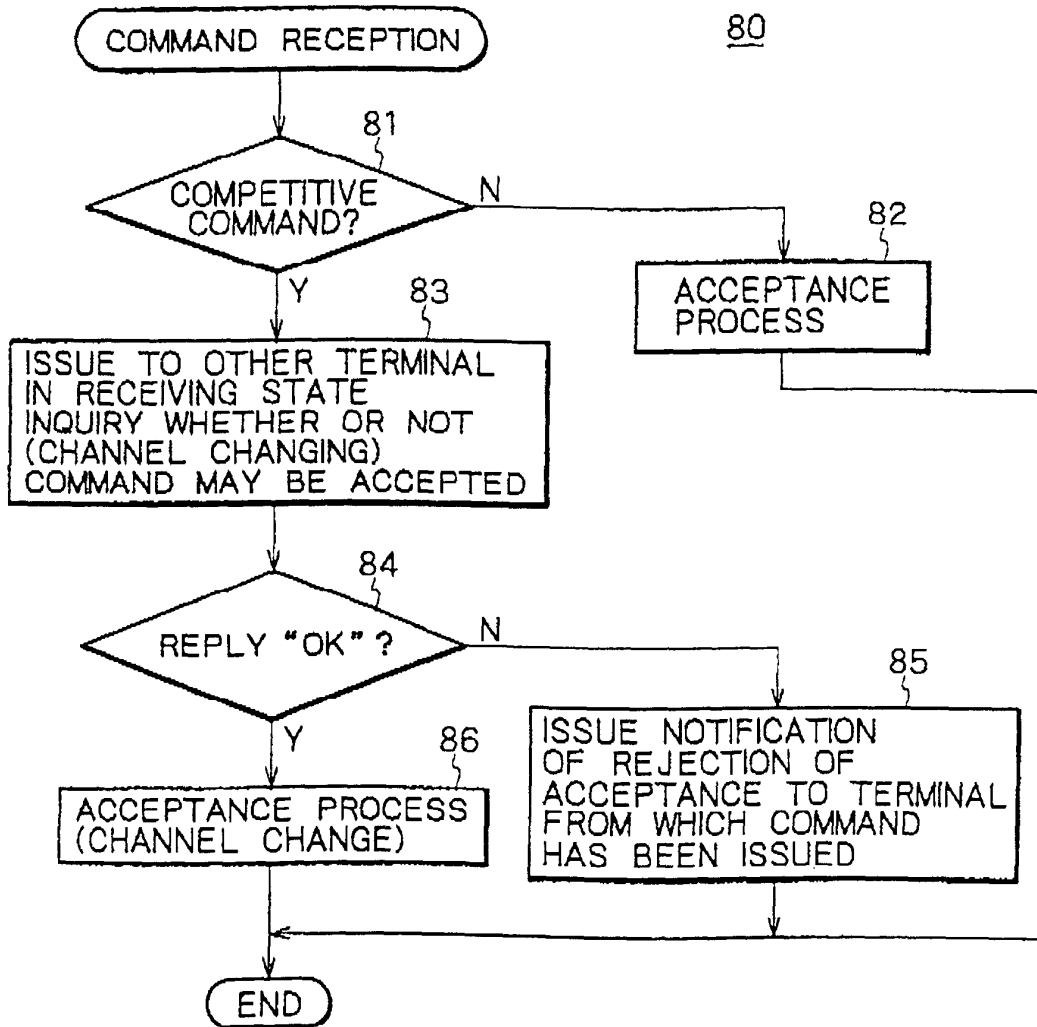 COMMAND RECEPTION
80
81
COMPETITIVE
COMMAND?
N
Y
82
ACCEPTANCE
PROCESS
83
ISSUE TO OTHER TERMINAL
IN RECEIVING STATE
INQUIRY WHETHER OR NOT
(CHANNEL CHANGING)
COMMAND MAY BE ACCEPTED
84
REPLY "OK"?
N
Y
85
ISSUE NOTIFICATION
OF REJECTION OF
ACCEPTANCE TO TERMINAL
FROM WHICH COMMAND
HAS BEEN ISSUED
86
ACCEPTANCE PROCESS
(CHANNEL CHANGE)
END